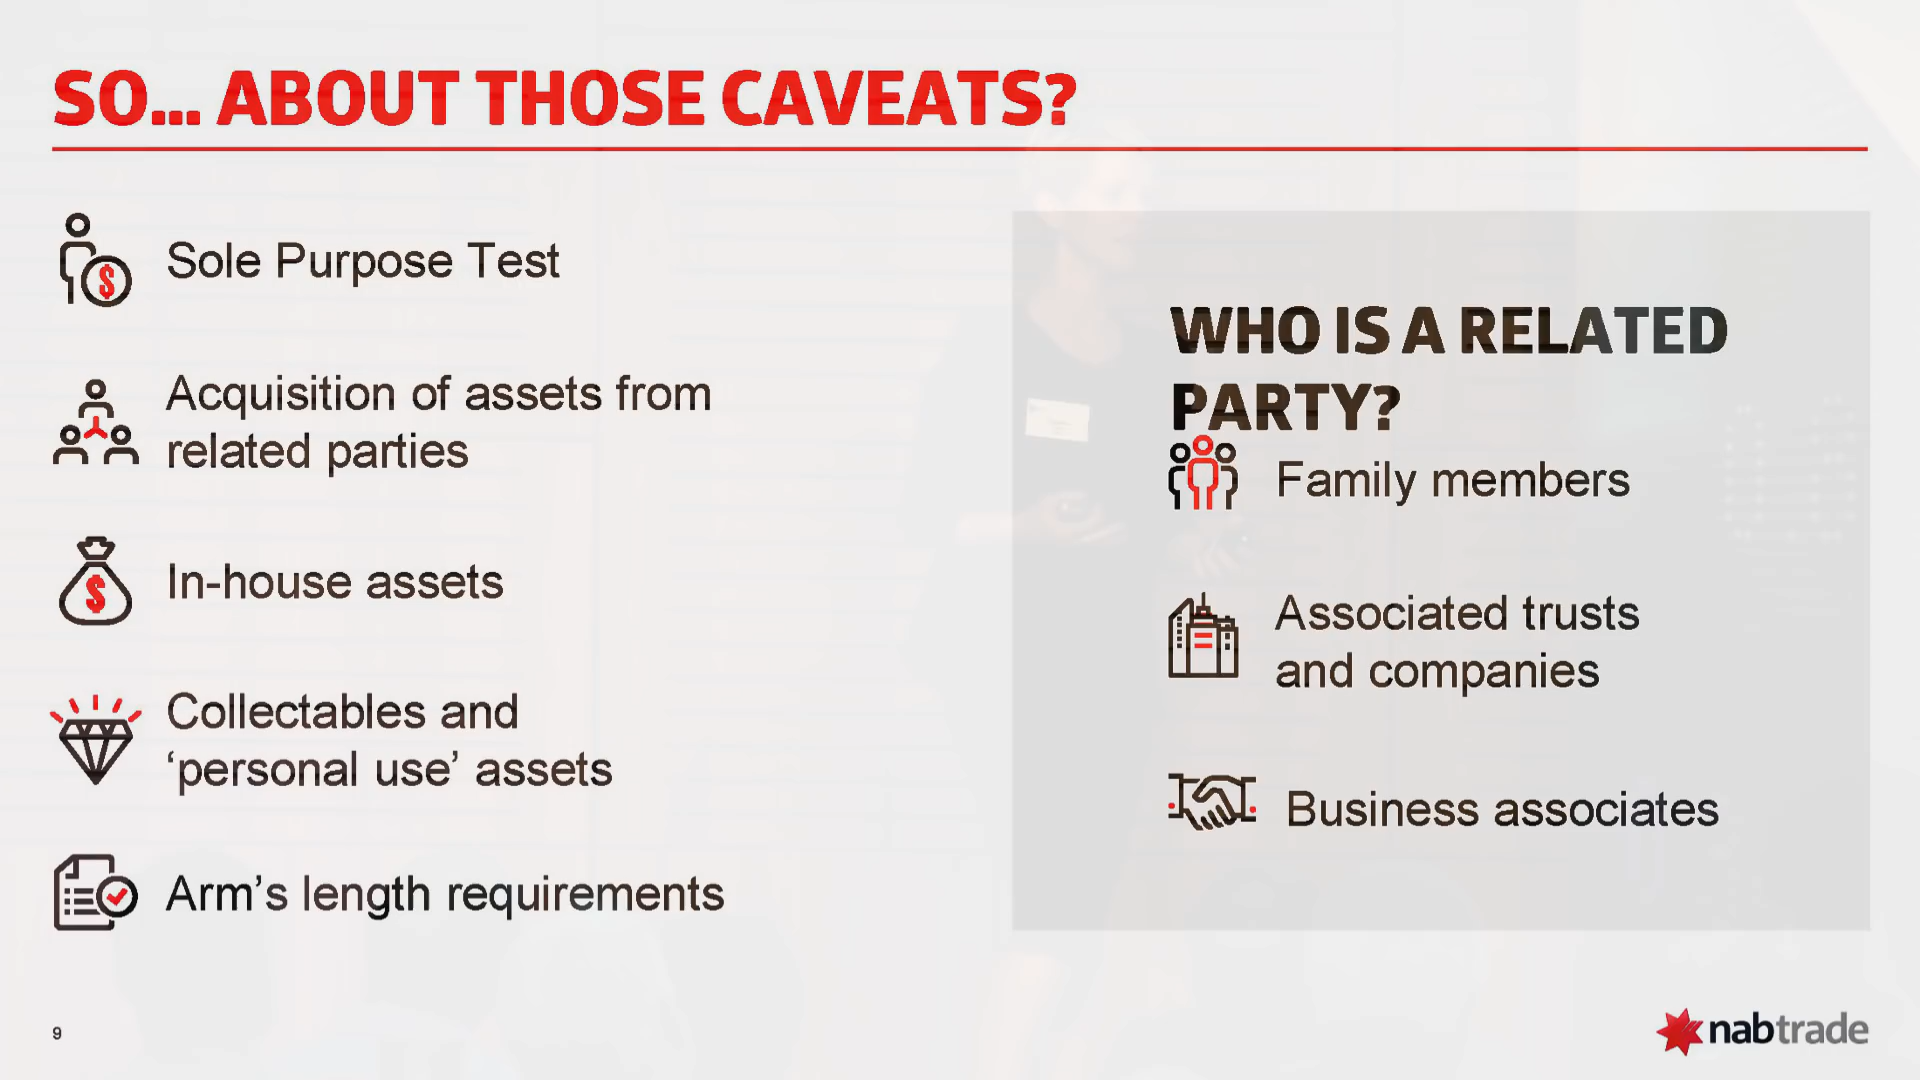 SO... ABOUT THOSE CAVEATS?
Sole Purpose Test
Acquisition of assets from
related parties
In-house assets
Collectables and
‘personal use’ assets
Arm’s length requirements
WHO IS A RELATED
PARTY?
Family members
Associated trusts
and companies
Business associates
9
nabtrade